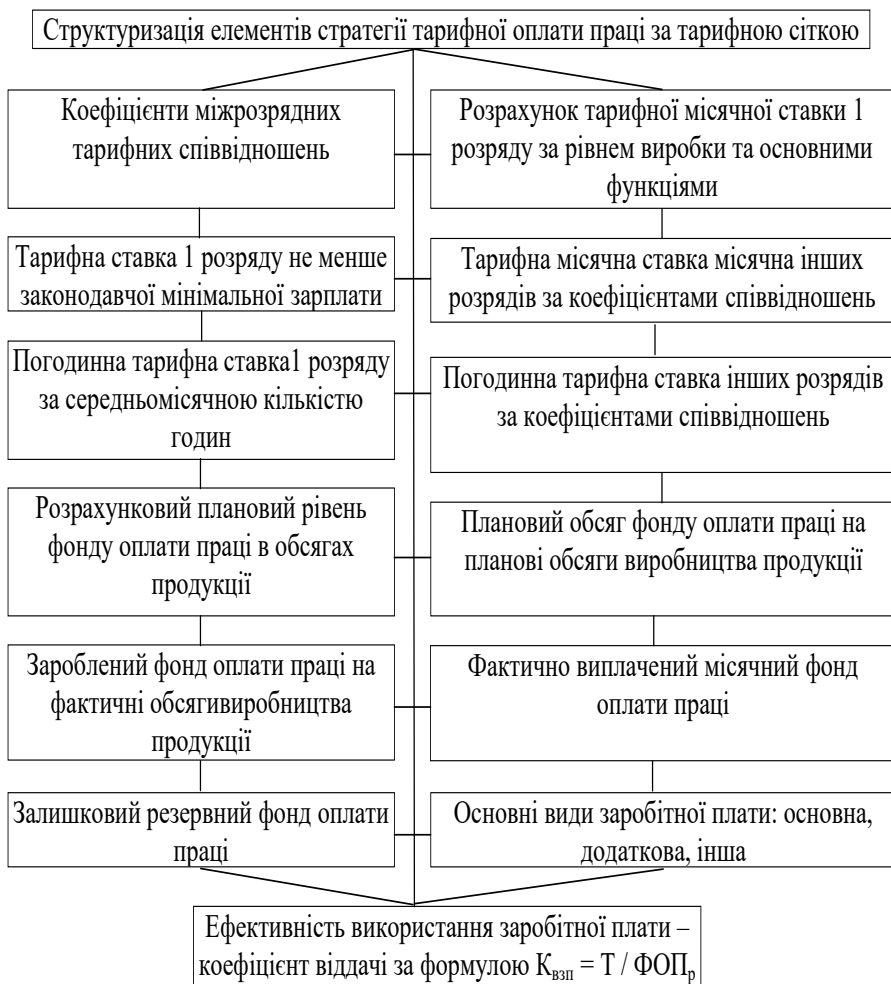 Структуризація елементів стратегії тарифної оплати праці за тарифною сіткою
Коефіцієнти міжрозрядних
тарифних співвідношень
Розрахунок тарифної місячної ставки 1
розряду за рівнем виробки та основними
функціями
Тарифна ставка 1 розряду не менше
законодавчої мінімальної зарплати
Тарифна місячна ставка місячна інших
розрядів за коефіцієнтами співвідношень
Погодинна тарифна ставка1 розряду
за середньомісячною кількістю
годин
Погодинна тарифна ставка інших розрядів
за коефіцієнтами співвідношень
Розрахунковий плановий рівень
фонду оплати праці в обсягах
продукції
Плановий обсяг фонду оплати праці на
планові обсяги виробництва продукції
Зароблений фонд оплати праці на
фактичні обсягивиробництва
продукції
Фактично виплачений місячний фонд
оплати праці
Залишковий резервний фонд оплати
праці
Основні види заробітної плати: основна,
додаткова, інша
Ефективність використання заробітної плати –
коефіцієнт віддачі за формулою Kвзп = Т / ФОПр